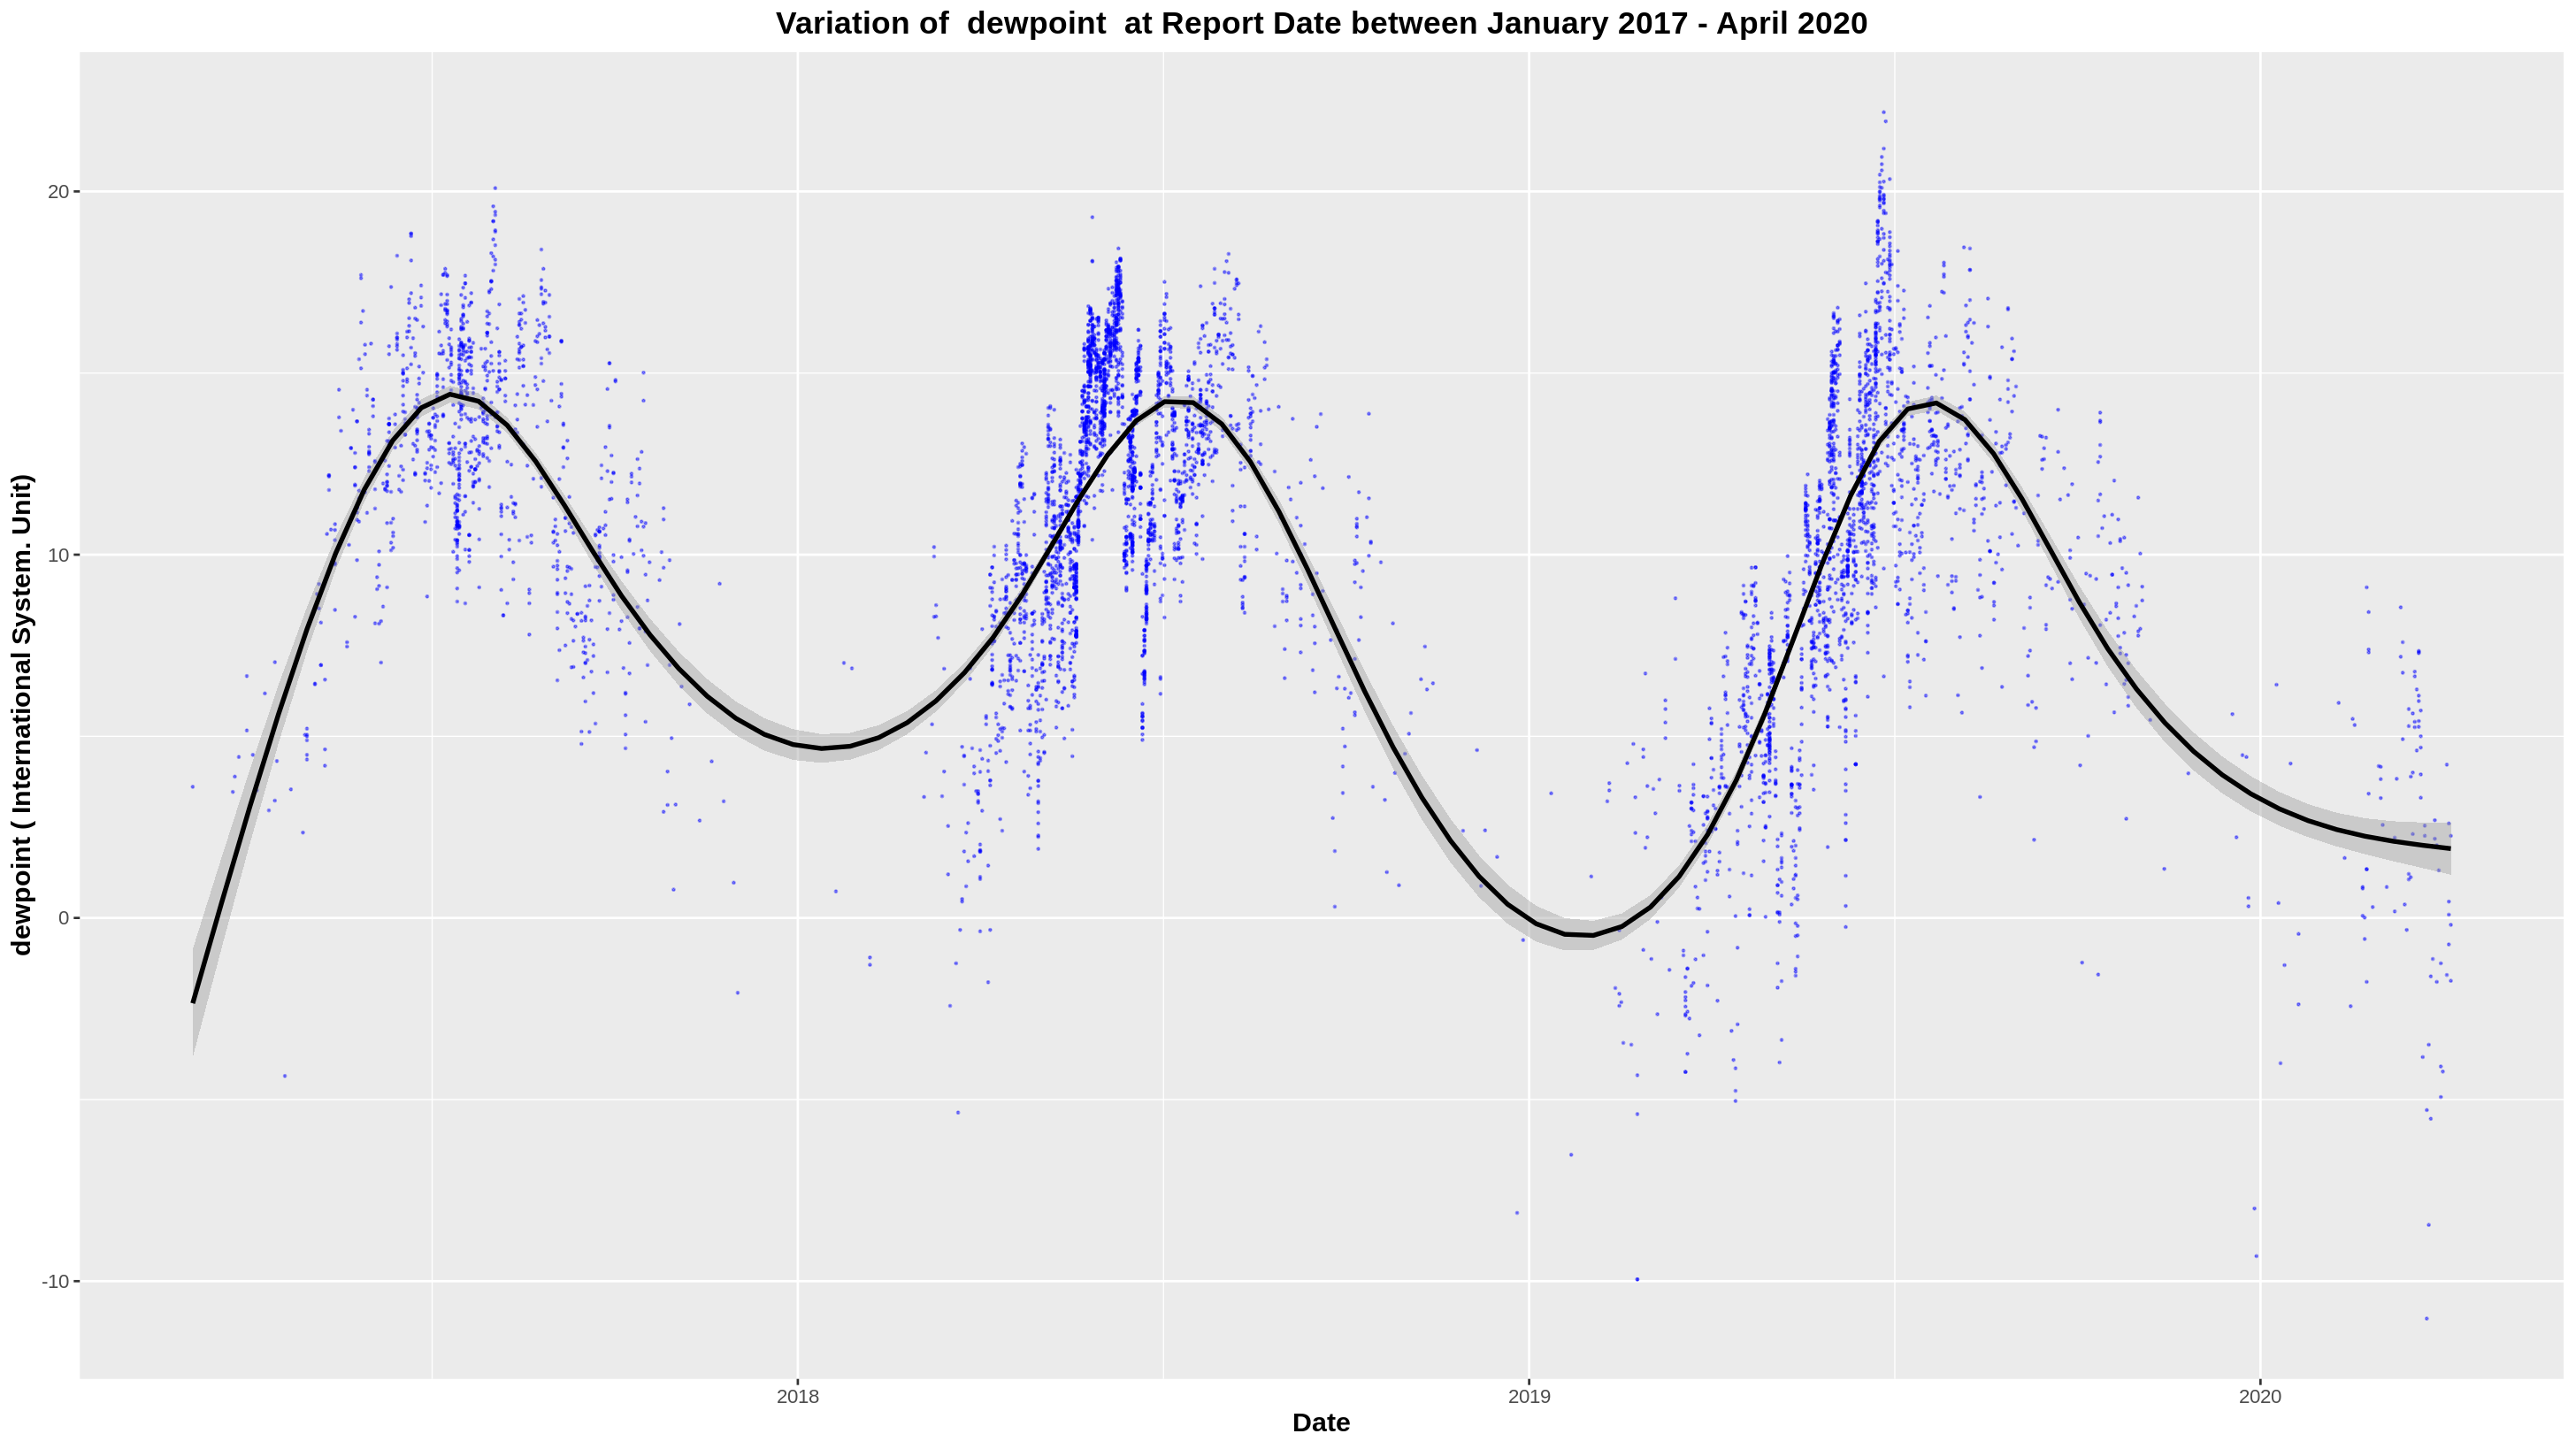 Variation of  dewpoint  at Report Date between January 2017 - April 2020
dewpoint ( International System. Unit)
20
10
0
-10
2018
2019
2020
Date